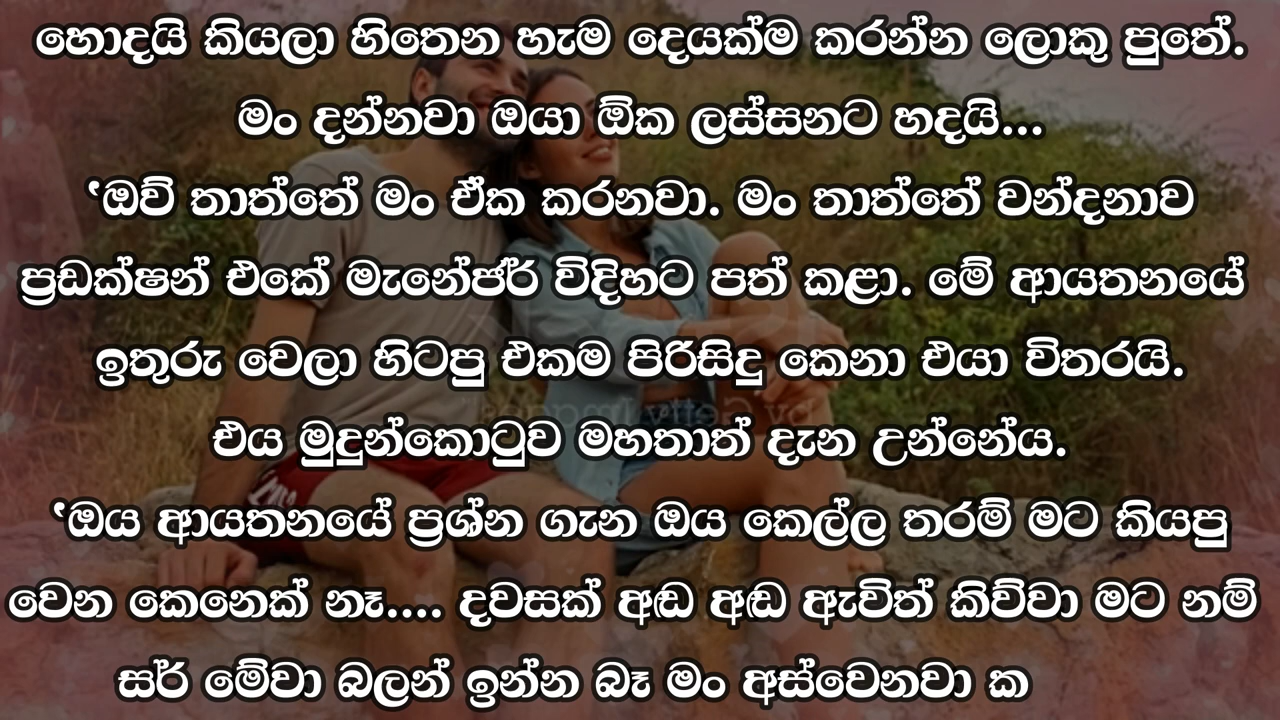 හොදයි කියලා හිතෙන හැම දෙයක්ම කරන්න ලොකු පුතේ.
මං දන්නවා ඔයා ඕක ලස්සනට හදයි...
‘ඔව් තාත්තේ මං ඒක කරනවා. මං තාත්තේ වන්දනාව
ප්‍රඩක්ෂන් එකේ මැනේජර් විදිහට පත් කළා. මේ ආයතනයේ
ඉතුරු වෙලා හිටපු එකම පිරිසිදු කෙනා එයා විතරයි.
එය මුදුන්කොටුව මහතාත් දැන උන්නේය.
‘ඔය ආයතනයේ ප්‍රශ්න ගැන ඔය කෙල්ල තරම් මට කියපු
වෙන කෙනෙක් නෑ.... දවසක් අඬ අඬ ඇවිත් කිව්වා මට නම්
සර් මේවා බලන් ඉන්න බෑ මං අස්වෙනවා ක